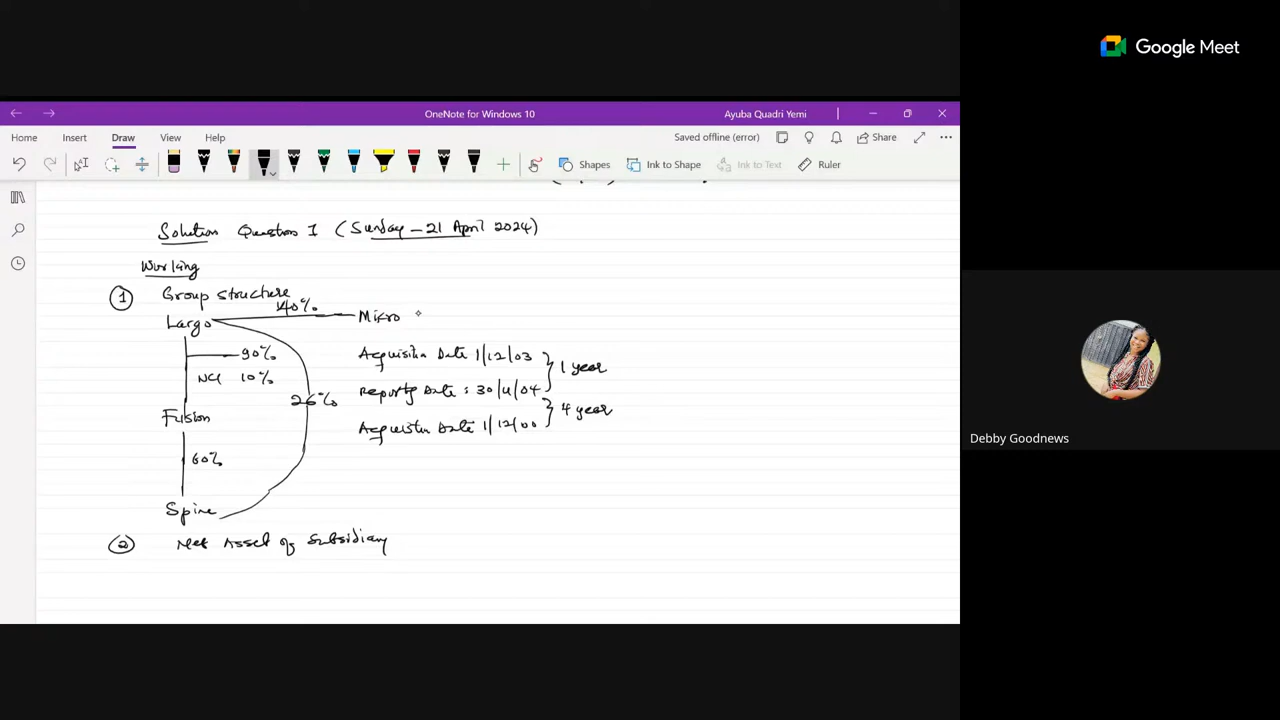 Google Meet
OneNote for Windows 10
Ayuba Quadri Yemi
Home Insert Draw View Help
Saved offline (error)
Share
Shapes
Ink to Shape
Ink to Text
Ruler
Solution Question 1 (Sunday - 21 April 2024)
Working
① Group structure
40%
Largo
Micro
90%
NCI 10%
26%
Acquisition Date 1/12/03
1 year
Reporting Date : 30/11/04
4 year
Acquisition Date 1/12/00
Fusion
60%
Spine
② Net Asset of Subsidiary
Debby Goodnews